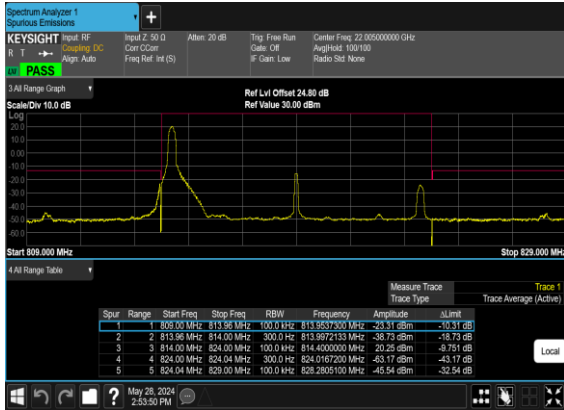 Spectrum Analyzer 1
Spurious Emissions
KEYSIGHT Input: RF Input Z: 50 Ω Atten: 20 dB Trig: Free Run Center Freq: 22.005000000 GHz
R T Coupling: DC Corr CCorr Gate: Off Avg|Hold: 100/100
Align: Auto Freq Ref: Int (S) IF Gain: Low Radio Std: None
PASS
3 All Range Graph
Ref Lvl Offset 24.80 dB
Scale/Div 10.0 dB Ref Value 30.00 dBm
Log
20.0
10.0
0.00
-10.0
-20.0
-30.0
-40.0
-50.0
-60.0
Start 809.000 MHz Stop 829.000 MHz
4 All Range Table
Measure Trace Trace 1
Trace Type Trace Average (Active)
Spur Range Start Freq Stop Freq RBW Frequency Amplitude ΔLimit
1 1 809.00 MHz 813.96 MHz 100.0 kHz 813.9537300 MHz -23.31 dBm -10.31 dB
2 2 813.96 MHz 814.00 MHz 300.0 Hz 813.9972133 MHz -38.73 dBm -18.73 dB
3 3 814.00 MHz 824.00 MHz 100.0 kHz 814.4000000 MHz 20.25 dBm -9.751 dB
4 4 824.00 MHz 824.04 MHz 300.0 Hz 824.0167200 MHz -63.17 dBm -43.17 dB
5 5 824.04 MHz 829.00 MHz 100.0 kHz 828.2805100 MHz -45.54 dBm -32.54 dB
Local
May 28, 2024
2:53:50 PM